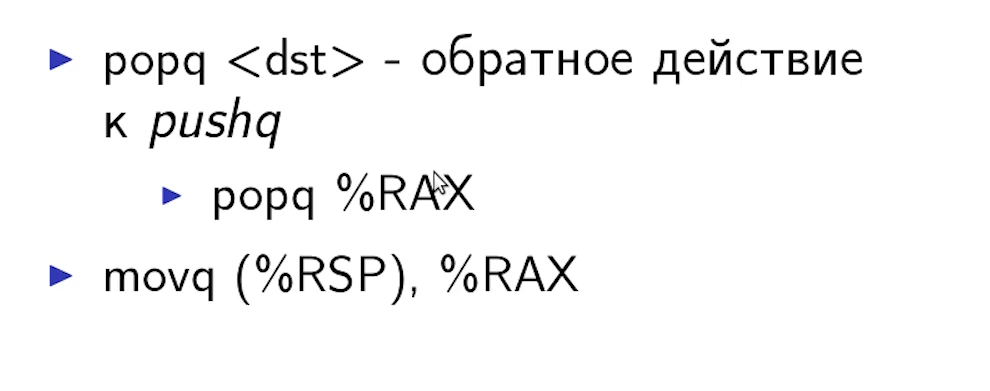 popq <dst> - обратное действие
к pushq
popq %RAX
movq (%RSP), %RAX